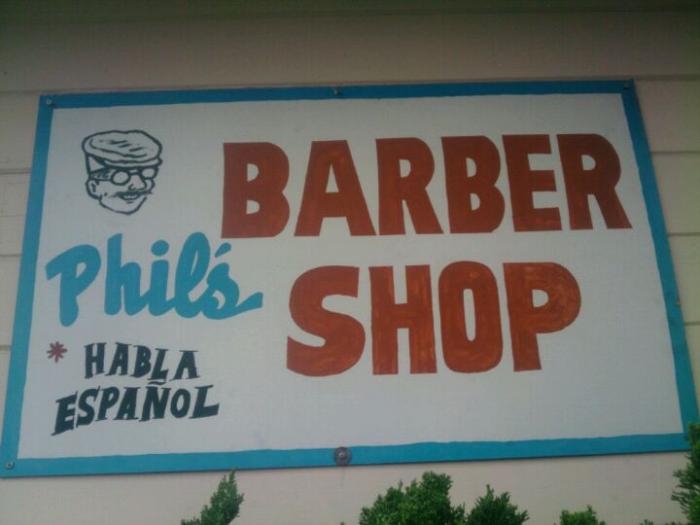 BARBER
Phil's SHOP
* HABLA
ESPAÑOL